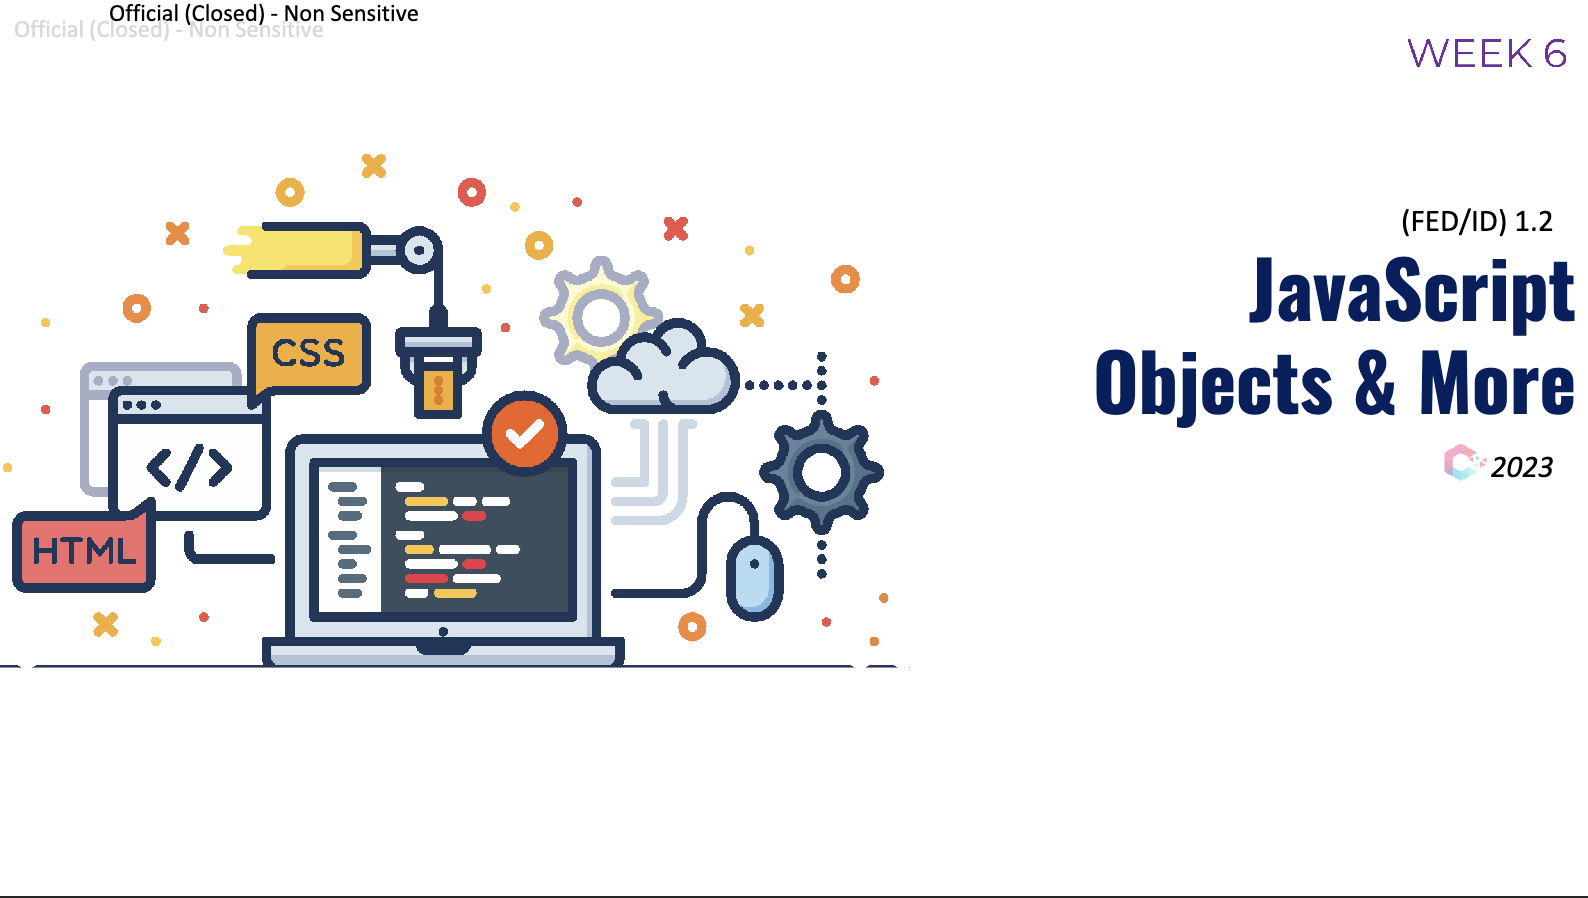 Official (Closed) - Non Sensitive
Official (Closed) - Non Sensitive
WEEK 6
(FED/ID) 1.2
JavaScript
Objects & More
2023
CSS
</>
HTML